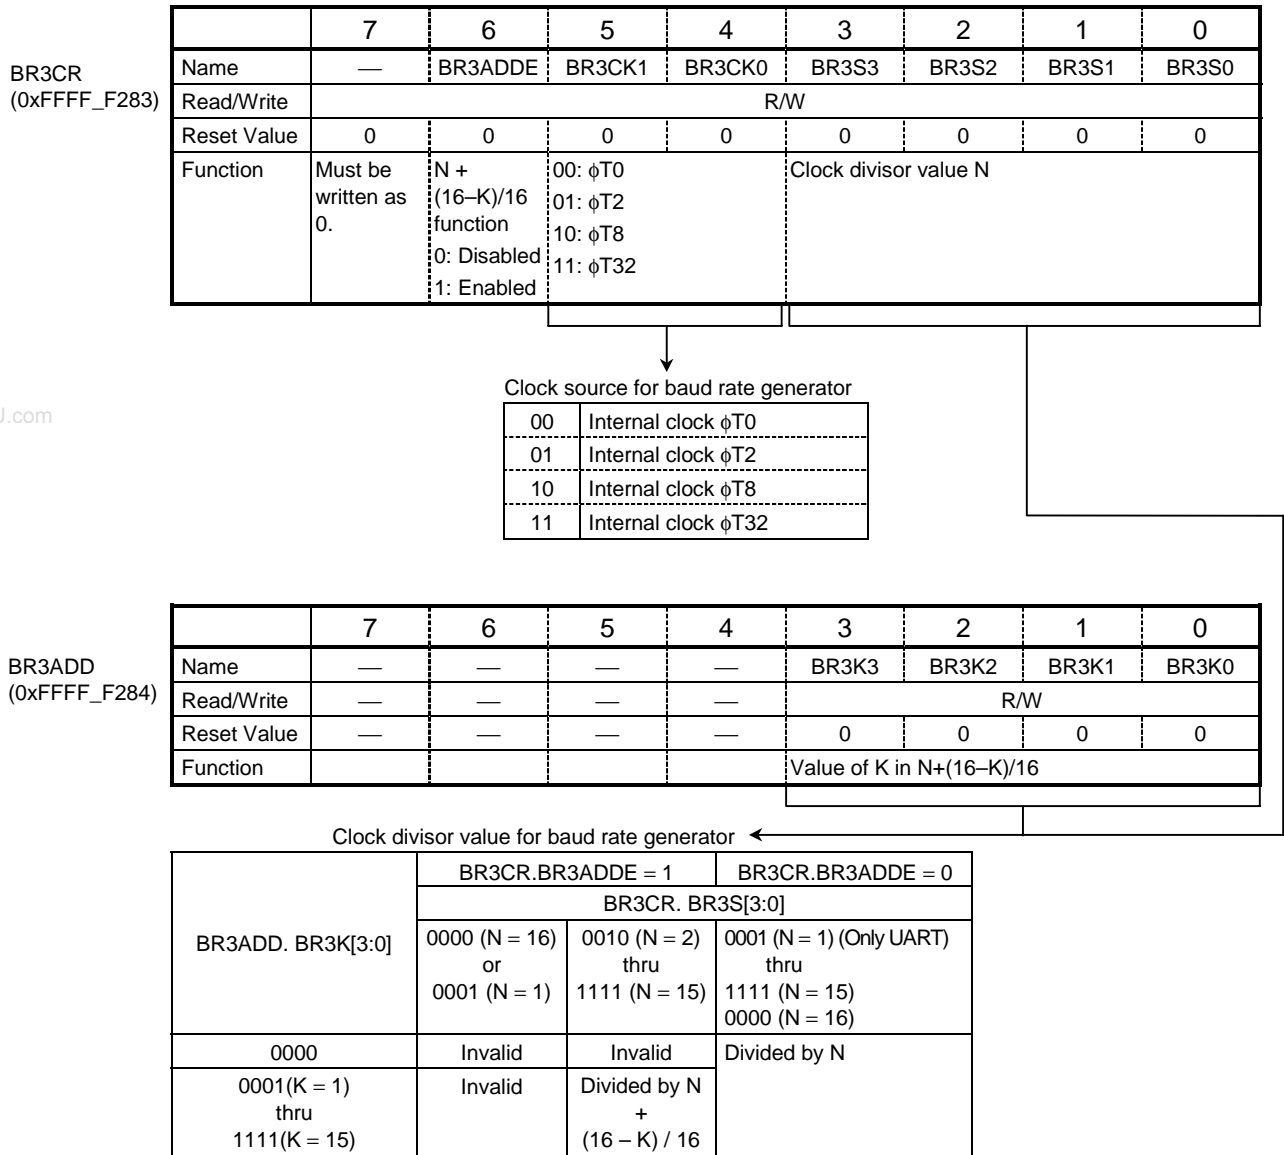 7 6 5 4 3 2 1 0
BR3CR
(0xFFFF_F283)
Name — BR3ADDE BR3CK1 BR3CK0 BR3S3 BR3S2 BR3S1 BR3S0
Read/Write R/W
Reset Value 0 0 0 0 0 0 0 0
Function Must be written as 0. N + (16–K)/16 function 0: Disabled 1: Enabled 00: ϕT0 01: ϕT2 10: ϕT8 11: ϕT32 Clock divisor value N
Clock source for baud rate generator
J.com
00 Internal clock ϕT0
01 Internal clock ϕT2
10 Internal clock ϕT8
11 Internal clock ϕT32
7 6 5 4 3 2 1 0
BR3ADD
(0xFFFF_F284)
Name — — — — BR3K3 BR3K2 BR3K1 BR3K0
Read/Write — — — — R/W
Reset Value — — — — 0 0 0 0
Function Value of K in N+(16–K)/16
Clock divisor value for baud rate generator
BR3CR.BR3ADDE = 1 BR3CR.BR3ADDE = 0
BR3CR. BR3S[3:0]
BR3ADD. BR3K[3:0] 0000 (N = 16) or 0001 (N = 1) 0010 (N = 2) thru 1111 (N = 15) 0001 (N = 1) (Only UART) thru 1111 (N = 15) 0000 (N = 16)
0000 Invalid Invalid Divided by N
0001(K = 1) thru 1111(K = 15) Invalid Divided by N + (16 – K) / 16